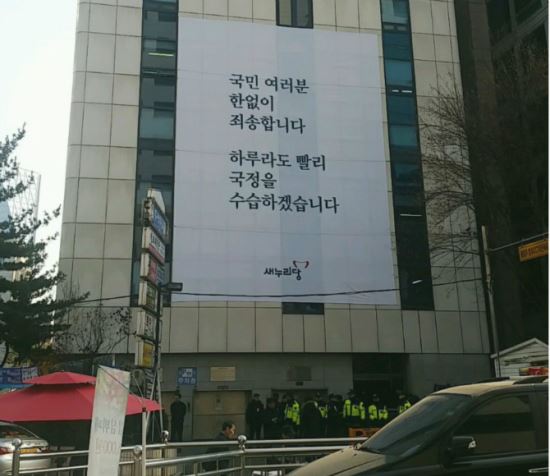 국민 여러분
한없이
죄송합니다
하루라도 빨리
국정을
수습하겠습니다
새누리당